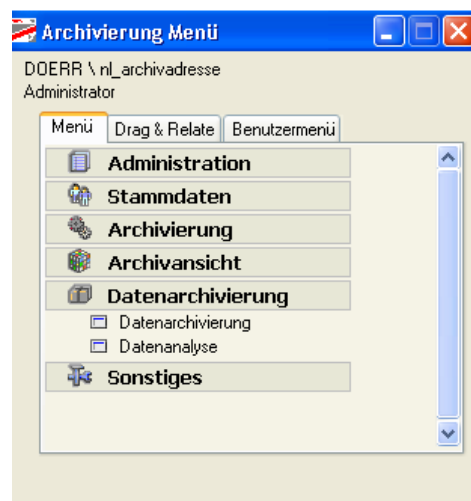 Archivierung Menü
DOERR \ nl_archivadresse
Administrator
Menü Drag & Relate Benutzermenü
Administration
Stammdaten
Archivierung
Archivansicht
Datenarchivierung
Datenarchivierung
Datenanalyse
Sonstiges